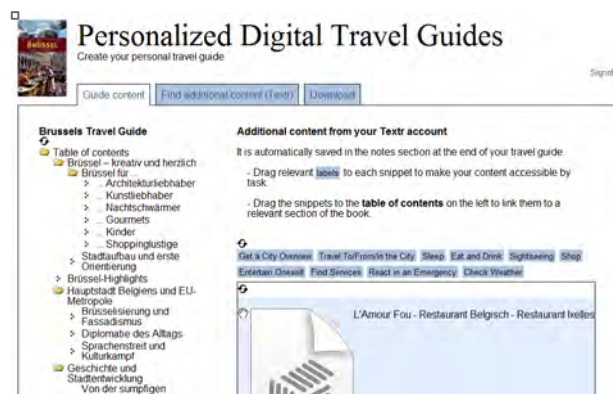 BRÜSSEL
Personalized Digital Travel Guides
Create your personal travel guide
Guide content
Find additional content (Textr)
Download
Brussels Travel Guide
Table of contents
Brüssel – kreativ und herzlich
Brüssel für ...
... Architekturliebhaber
... Kunstliebhaber
... Nachtschwärmer
... Gourmets
... Kinder
... Shoppinglustige
Stadtaufbau und erste
Orientierung
Brüssel-Highlights
Hauptstadt Belgiens und EU-
Metropole
Brüsselisierung und
Fassadismus
Diplomatie des Alltags
Sprachenstreit und
Kulturkampf
Geschichte und
Stadtentwicklung
Von der sumpfigen
Additional content from your Textr account
It is automatically saved in the notes section at the end of your travel guide
- Drag relevant labels to each snippet to make your content accessible by
task.
- Drag the snippets to the table of contents on the left to link them to a
relevant section of the book.
Get a City Overview Travel To/From/In the City Sleep Eat and Drink Sightseeing Shop
Entertain Oneself Find Services React in an Emergency Check Weather
L'Amour Fou - Restaurant Belgisch - Restaurant Ixelles